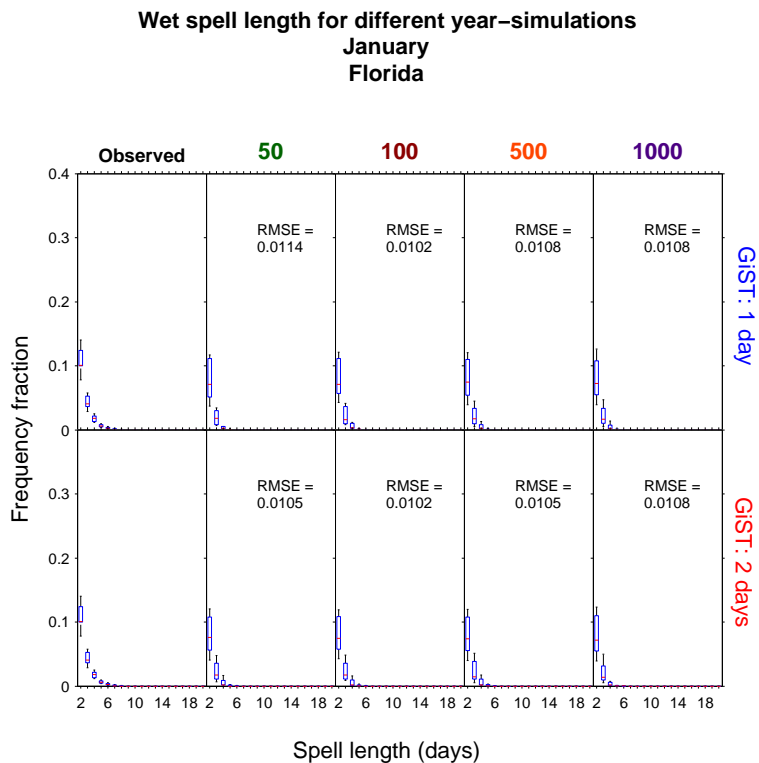 Wet spell length for different year−simulations
January
Florida
Observed 50 100 500 1000
0.4
0.3
0.2
0.1
0
RMSE =
0.0114
RMSE =
0.0102
RMSE =
0.0108
RMSE =
0.0108
GiST: 1 day
Frequency fraction
0.3
0.2
0.1
0
RMSE =
0.0105
RMSE =
0.0102
RMSE =
0.0105
RMSE =
0.0108
GiST: 2 days
2 6 10 14 18 2 6 10 14 18 2 6 10 14 18 2 6 10 14 18 2 6 10 14 18
Spell length (days)